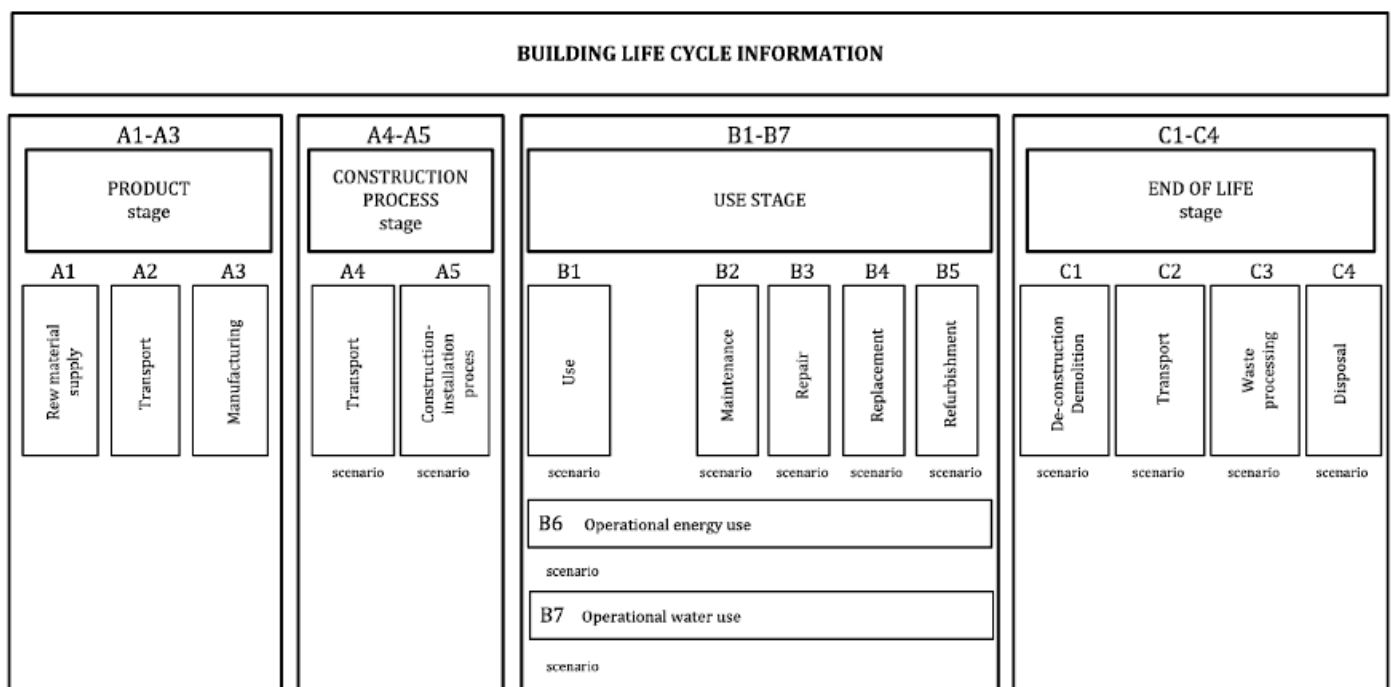 BUILDING LIFE CYCLE INFORMATION
A1-A3
PRODUCT
stage
A1
A2
A3
Rew material
supply
Transport
Manufacturing
A4-A5
CONSTRUCTION
PROCESS
stage
A4
A5
Transport
Construction-
installation
proces
scenario
scenario
B1-B7
USE STAGE
B1
B2
B3
B4
B5
Use
Maintenance
Repair
Replacement
Refurbishment
scenario
scenario
scenario
scenario
scenario
B6 Operational energy use
scenario
B7 Operational water use
scenario
C1-C4
END OF LIFE
stage
C1
C2
C3
C4
De-construction
Demolition
Transport
Waste
processing
Disposal
scenario
scenario
scenario
scenario